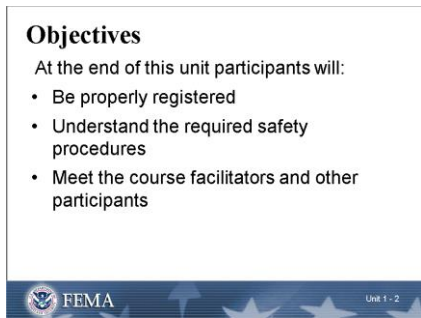 Objectives
At the end of this unit participants will:
• Be properly registered
• Understand the required safety
procedures
• Meet the course facilitators and other
participants
FEMA
Unit 1 - 2